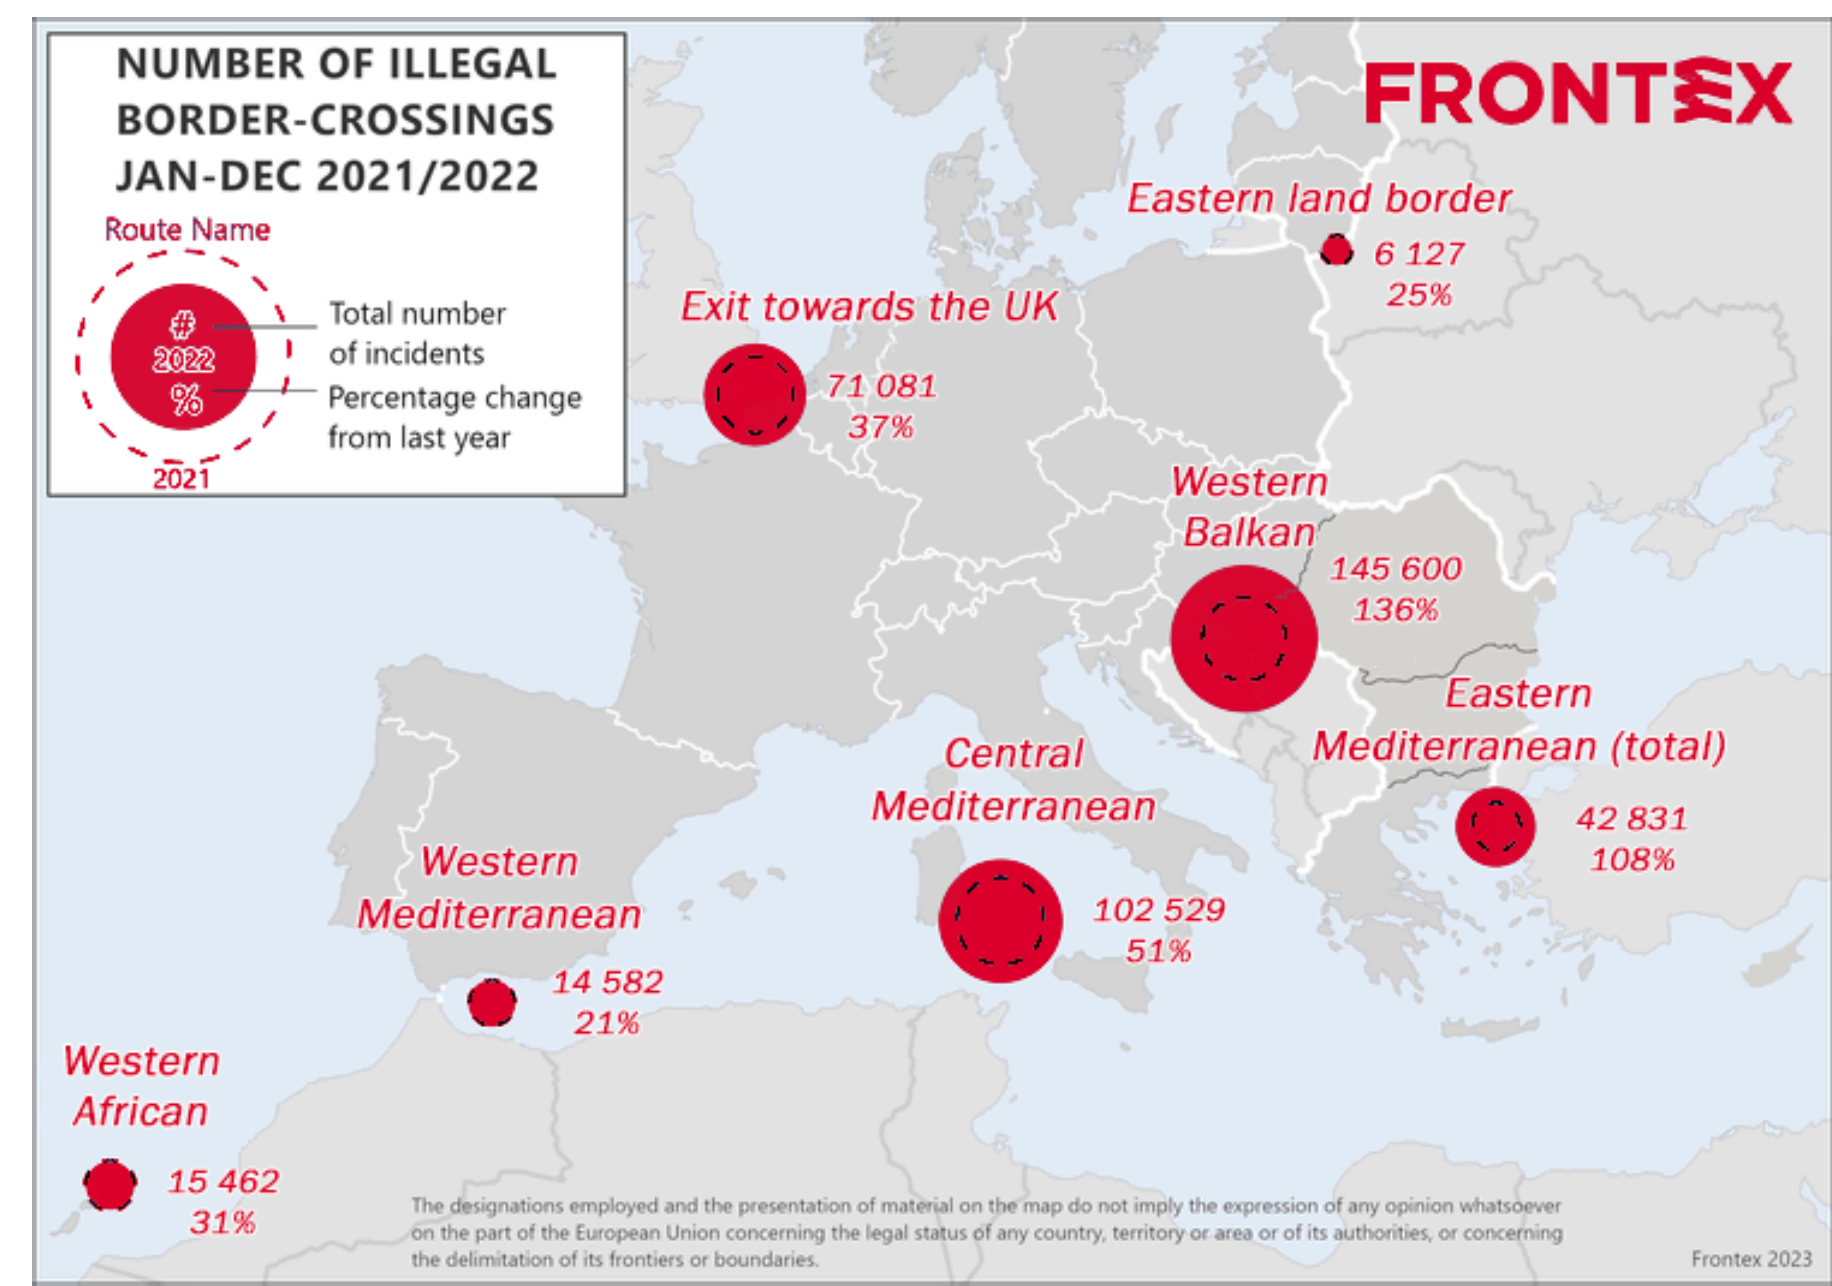 NUMBER OF ILLEGAL
BORDER-CROSSINGS
JAN-DEC 2021/2022
Route Name
#
2022
%
2021
Total number
of incidents
Percentage change
from last year
FRONTEX
Eastern land border
6 127
25%
Exit towards the UK
71 081
37%
Western
Balkan
145 600
136%
Eastern
Mediterranean (total)
42 831
108%
Central
Mediterranean
102 529
51%
Western
Mediterranean
14 582
21%
Western
African
15 462
31%
The designations employed and the presentation of material on the map do not imply the expression of any opinion whatsoever
on the part of the European Union concerning the legal status of any country, territory or area or of its authorities, or concerning
the delimitation of its frontiers or boundaries.
Frontex 2023